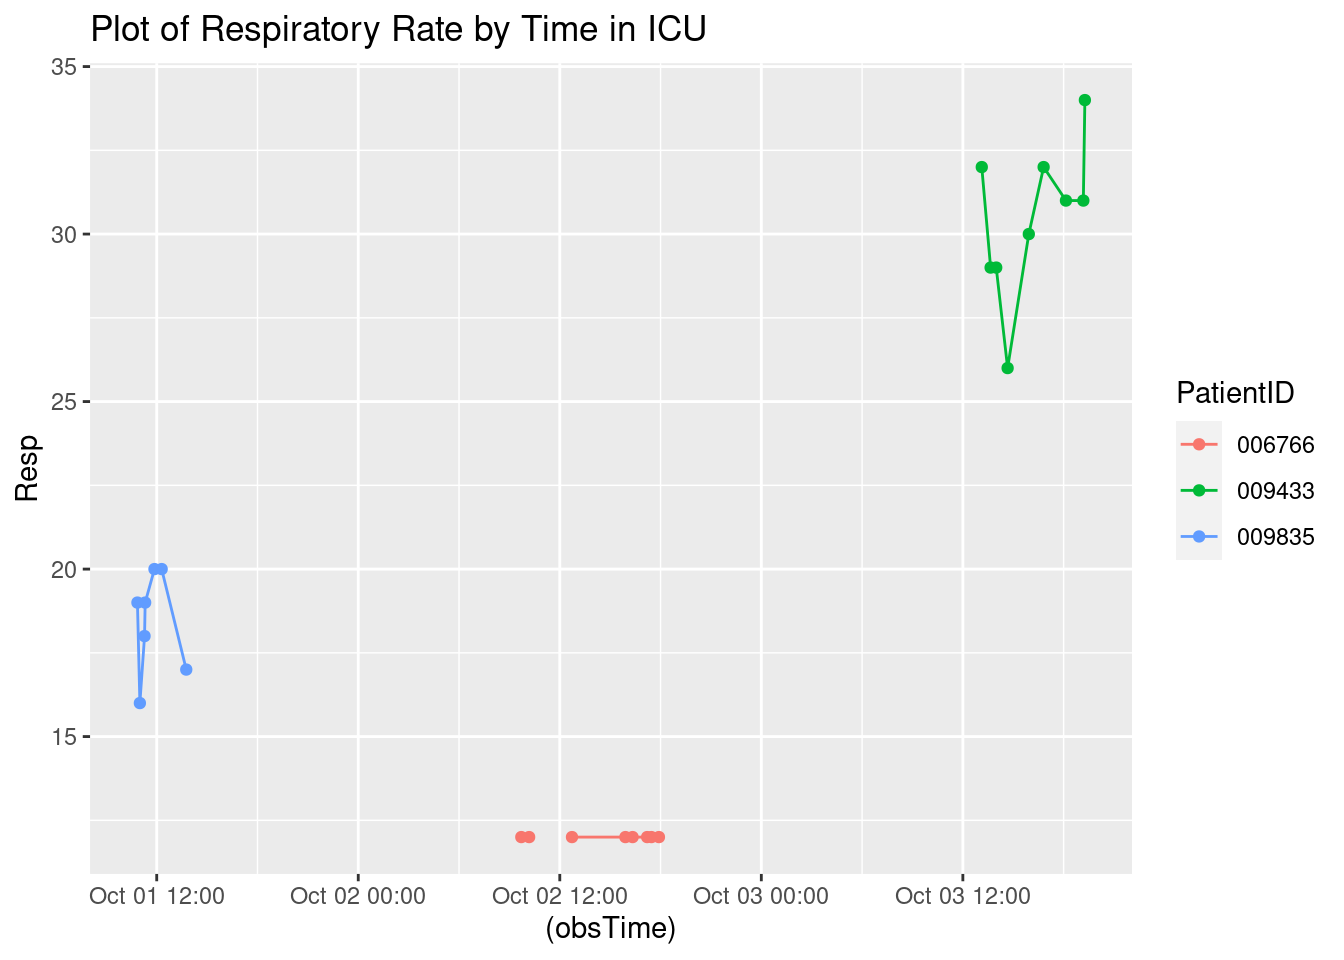 Plot of Respiratory Rate by Time in ICU
35
30
25
20
15
Resp
Oct 01 12:00 Oct 02 00:00 Oct 02 12:00 Oct 03 00:00 Oct 03 12:00
(obsTime)
PatientID
006766
009433
009835